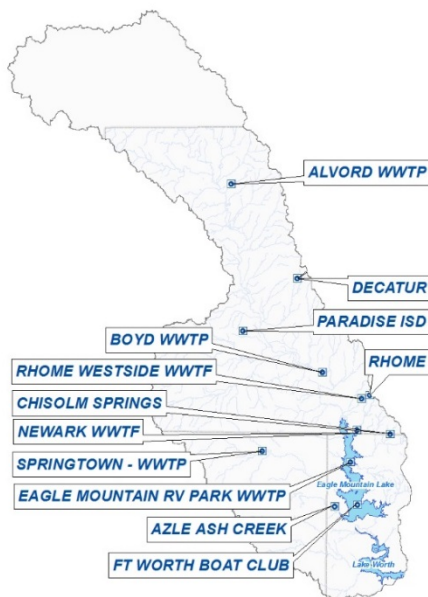 ALVORD WWTP
DECATUR
PARADISE ISD
BOYD WWTP
RHOME
RHOME WESTSIDE WWTF
CHISOLM SPRINGS
NEWARK WWTF
SPRINGTOWN - WWTP
EAGLE MOUNTAIN RV PARK WWTP
Eagle Mountain Lake
AZLE ASH CREEK
FT WORTH BOAT CLUB
Lake Worth